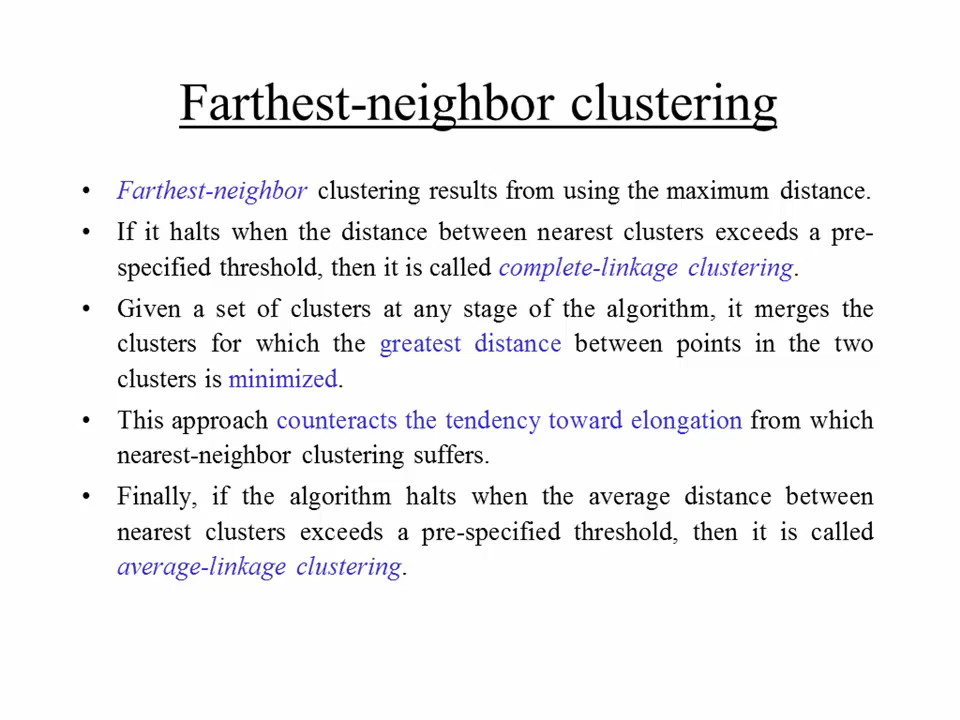 Farthest-neighbor clustering
• Farthest-neighbor clustering results from using the maximum distance.
• If it halts when the distance between nearest clusters exceeds a pre-
specified threshold, then it is called complete-linkage clustering.
• Given a set of clusters at any stage of the algorithm, it merges the
clusters for which the greatest distance between points in the two
clusters is minimized.
• This approach counteracts the tendency toward elongation from which
nearest-neighbor clustering suffers.
• Finally, if the algorithm halts when the average distance between
nearest clusters exceeds a pre-specified threshold, then it is called
average-linkage clustering.